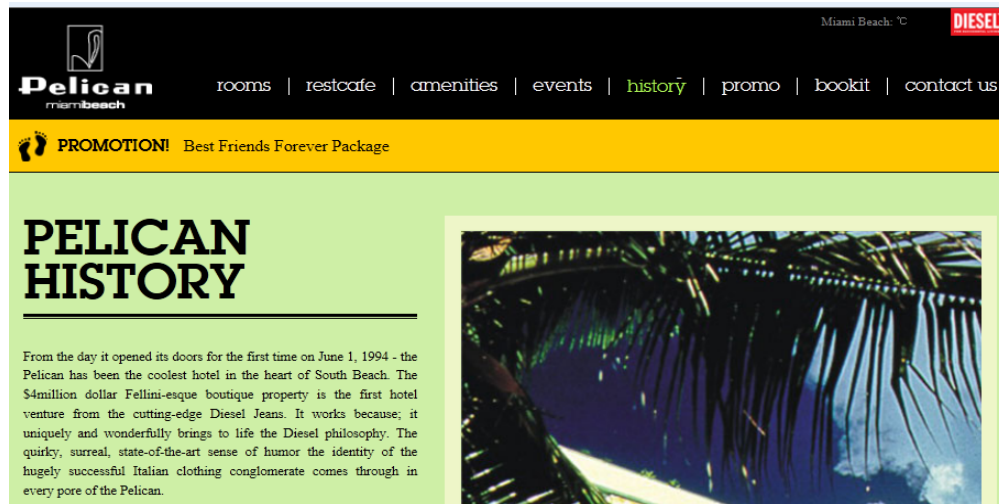 Miami Beach: °C
DIESEL
Pelican
miamibeach
rooms | restcafe | amenities | events | history | promo | bookit | contact us
PROMOTION! Best Friends Forever Package
PELICAN
HISTORY
From the day it opened its doors for the first time on June 1, 1994 - the
Pelican has been the coolest hotel in the heart of South Beach. The
$4million dollar Fellini-esque boutique property is the first hotel
venture from the cutting-edge Diesel Jeans. It works because; it
uniquely and wonderfully brings to life the Diesel philosophy. The
quirky, surreal, state-of-the-art sense of humor the identity of the
hugely successful Italian clothing conglomerate comes through in
every pore of the Pelican.